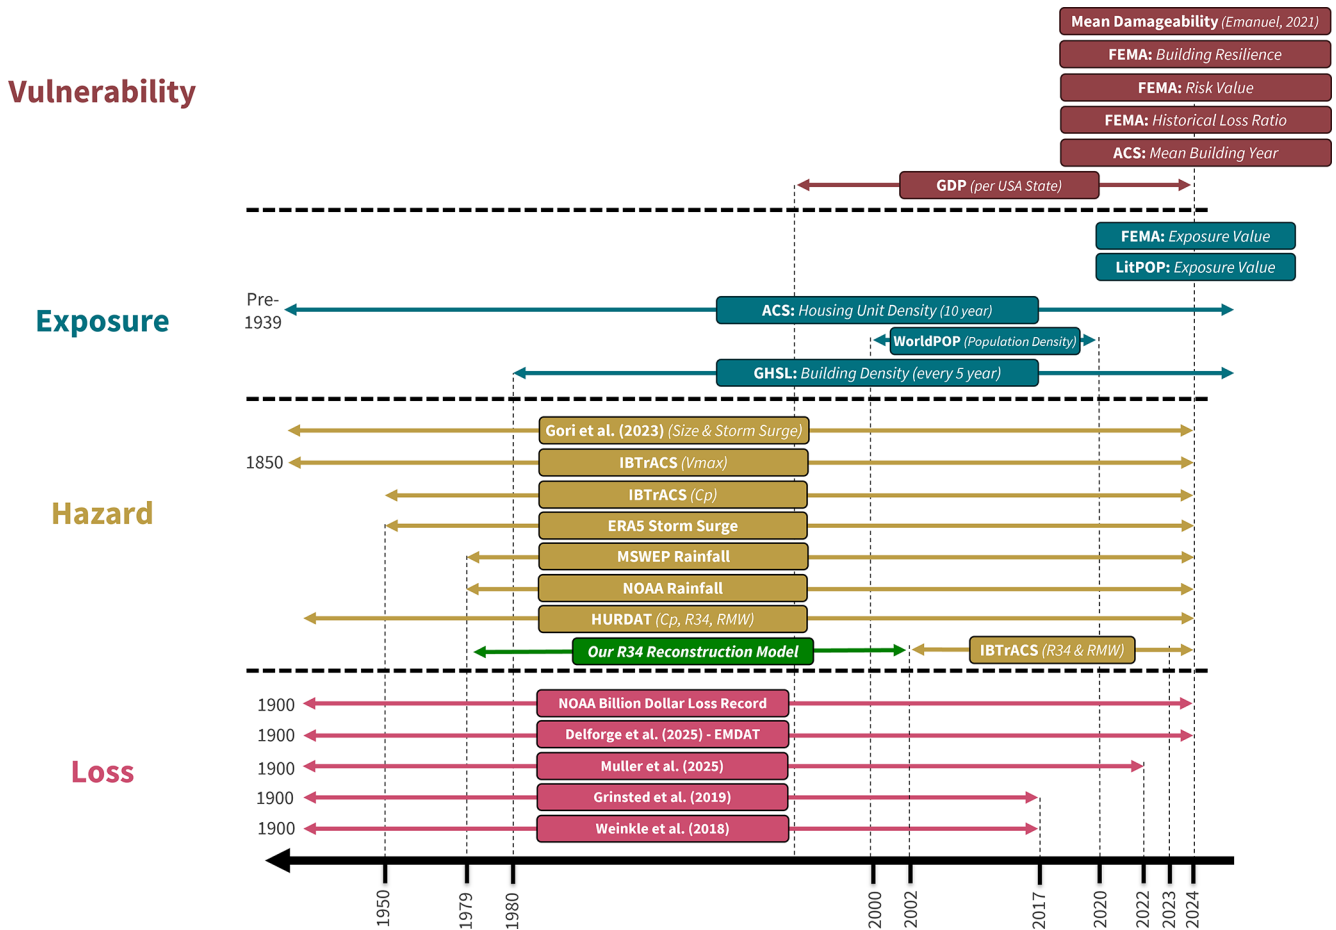 Mean Damageability (Emanuel, 2021)
FEMA: Building Resilience
Vulnerability
FEMA: Risk Value
FEMA: Historical Loss Ratio
ACS: Mean Building Year
GDP (per USA State)
FEMA: Exposure Value
LitPOP: Exposure Value
Exposure
Pre-
1939
ACS: Housing Unit Density (10 year)
WorldPOP (Population Density)
GHSL: Building Density (every 5 year)
Gori et al. (2023) (Size & Storm Surge)
1850
IBTrACS (Vmax)
IBTrACS (Cp)
Hazard
ERA5 Storm Surge
MSWEP Rainfall
NOAA Rainfall
HURDAT (Cp, R34, RMW)
Our R34 Reconstruction Model
IBTrACS (R34 & RMW)
1900
NOAA Billion Dollar Loss Record
1900
Delforge et al. (2025) - EMDAT
Loss
1900
Muller et al. (2025)
1900
Grinsted et al. (2019)
1900
Weinkle et al. (2018)
1950
1979
1980
2000
2002
2017
2020
2022
2023
2024